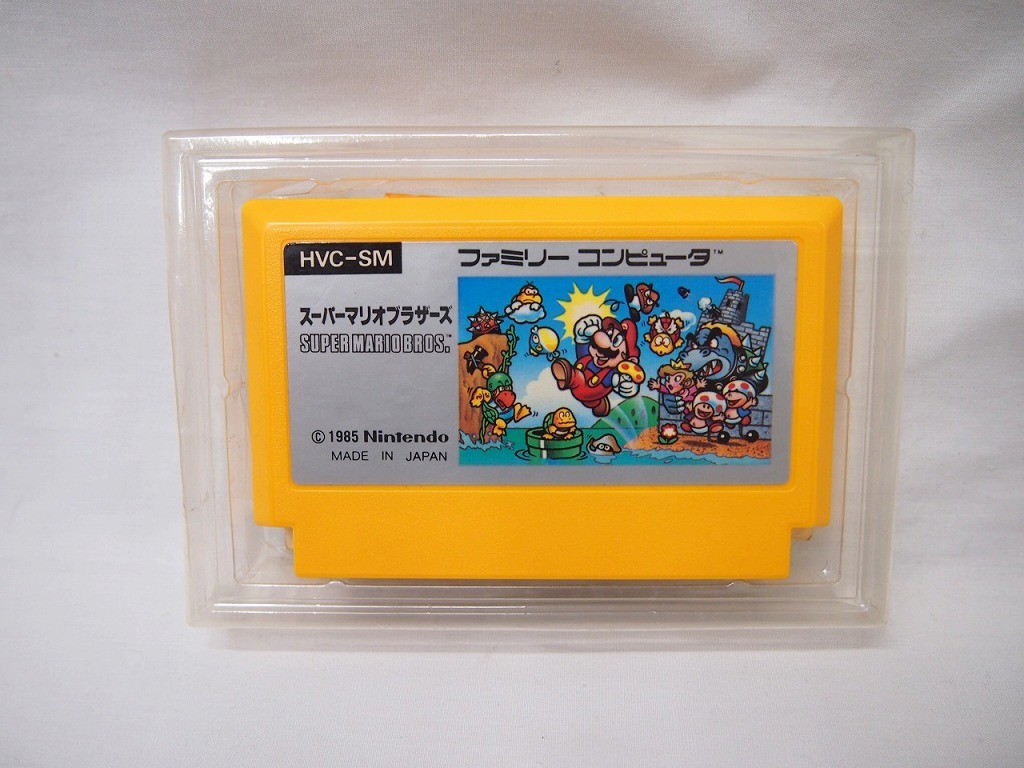 HVC-SM
ファミリー コンピュータ™
スーパーマリオブラザーズ
SUPER MARIO BROS.™
© 1985 Nintendo
MADE IN JAPAN